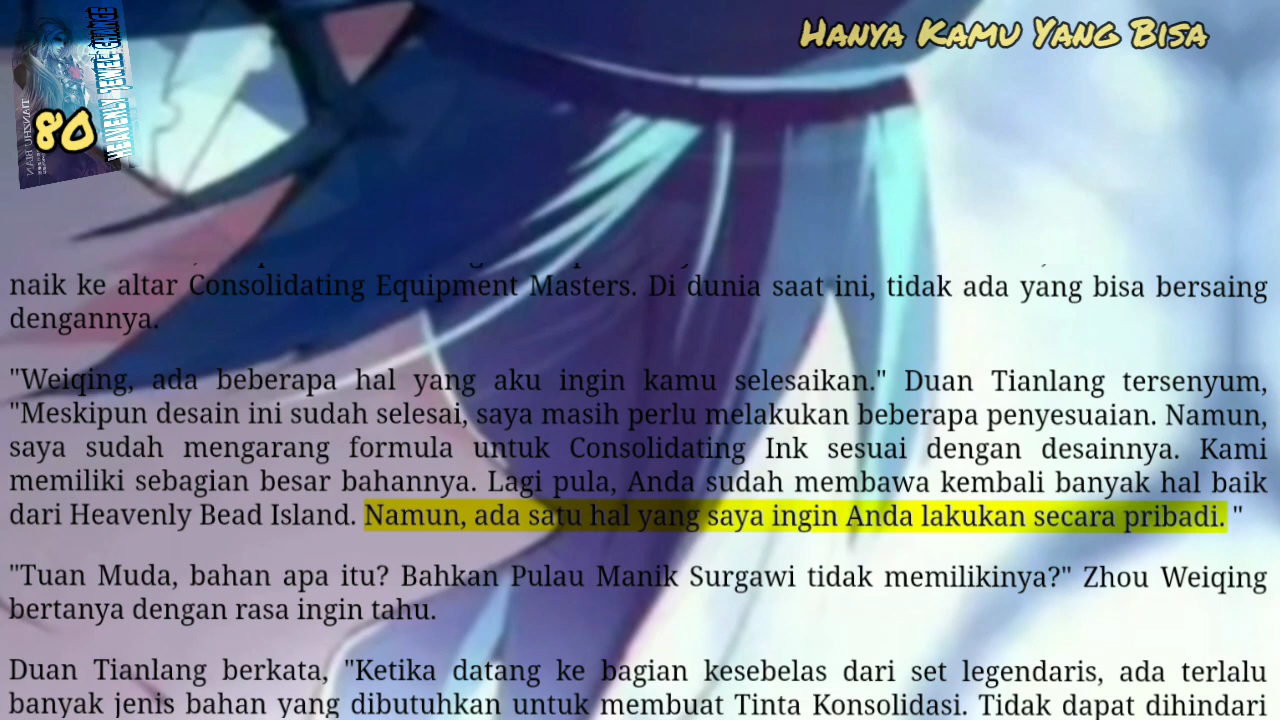 Hanya Kamu Yang Bisa
HEAVENLY JEWEL CHANGE
80
naik ke altar Consolidating Equipment Masters. Di dunia saat ini, tidak ada yang bisa bersaing
dengannya.
"Weiqing, ada beberapa hal yang aku ingin kamu selesaikan." Duan Tianlang tersenyum,
"Meskipun desain ini sudah selesai, saya masih perlu melakukan beberapa penyesuaian. Namun,
saya sudah mengarang formula untuk Consolidating Ink sesuai dengan desainnya. Kami
memiliki sebagian besar bahannya. Lagi pula, Anda sudah membawa kembali banyak hal baik
dari Heavenly Bead Island. Namun, ada satu hal yang saya ingin Anda lakukan secara pribadi. "
"Tuan Muda, bahan apa itu? Bahkan Pulau Manik Surgawi tidak memilikinya?" Zhou Weiqing
bertanya dengan rasa ingin tahu.
Duan Tianlang berkata, "Ketika datang ke bagian kesebelas dari set legendaris, ada terlalu
banyak jenis bahan yang dibutuhkan untuk membuat Tinta Konsolidasi. Tidak dapat dihindari